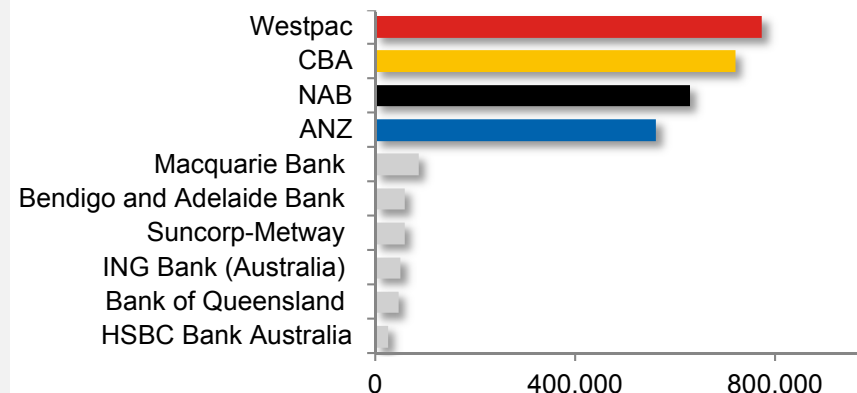 Westpac
CBA
NAB
ANZ
Macquarie Bank
Bendigo and Adelaide Bank
Suncorp-Metway
ING Bank (Australia)
Bank of Queensland
HSBC Bank Australia
0 400,000 800,000